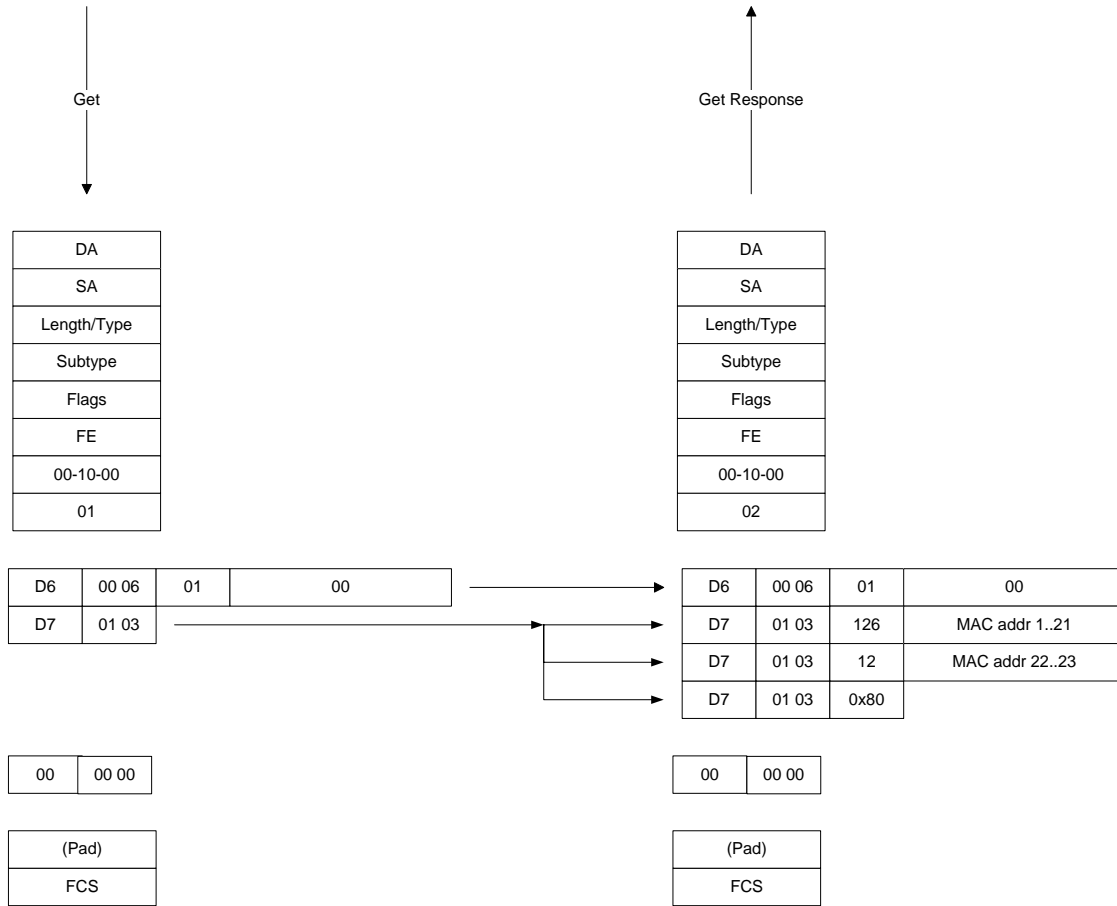 Get
Get Response
DA
SA
Length/Type
Subtype
Flags
FE
00-10-00
01
DA
SA
Length/Type
Subtype
Flags
FE
00-10-00
02
D6 00 06 01 00
D7 01 03
D6 00 06 01 00
D7 01 03 126 MAC addr 1..21
D7 01 03 12 MAC addr 22..23
D7 01 03 0x80
00 00 00
00 00 00
(Pad)
FCS
(Pad)
FCS